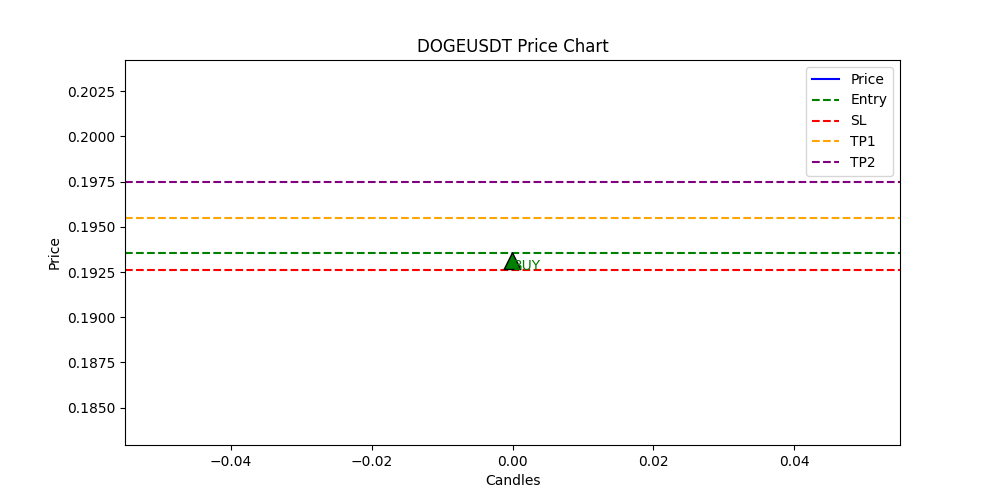 DOGEUSDT Price Chart
Price
Entry
SL
TP1
TP2
0.2025
0.2000
0.1975
0.1950
0.1925
0.1900
0.1875
0.1850
Price
BUY
−0.04
−0.02
0.00
0.02
0.04
Candles